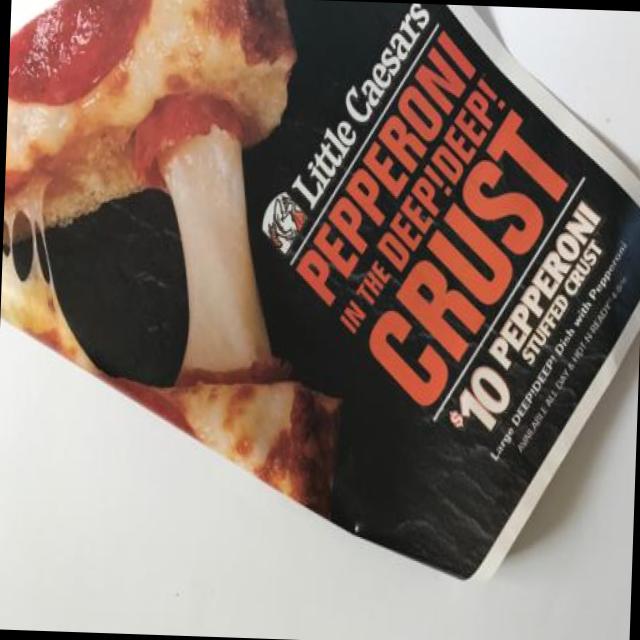 Little Caesars
PEPPERONI
IN THE DEEP!DEEP!
CRUST
$10 PEPPERONI
STUFFED CRUST
Large DEEP!DEEP! Dish with Pepperoni
AVAILABLE ALL DAY & HOT-N-READY